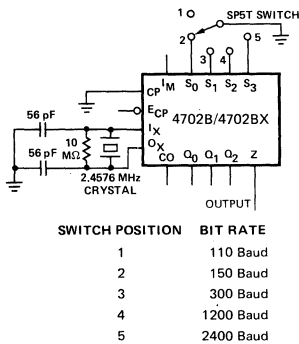 1 SP5T SWITCH
2 3 4 5
IM S0 S1 S2 S3
CP
ECP
56 pF IX 4702B/4702BX
10 MΩ
56 pF OX
CO Q0 Q1 Q2 Z
2.4576 MHz
CRYSTAL
OUTPUT
SWITCH POSITION BIT RATE
1 110 Baud
2 150 Baud
3 300 Baud
4 1200 Baud
5 2400 Baud